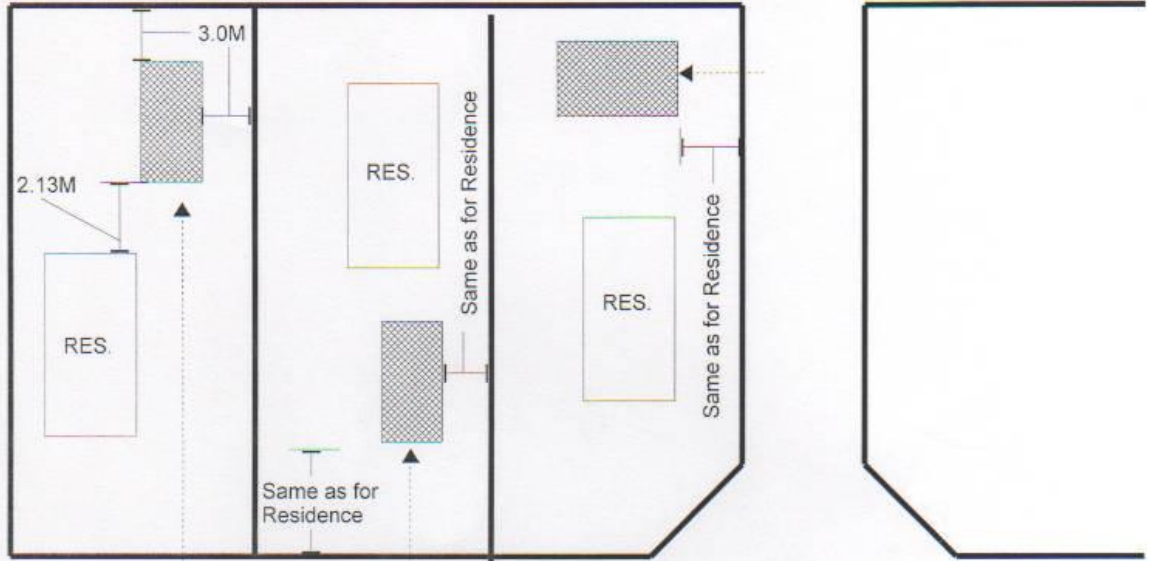 3.0M
2.13M
RES.
RES.
Same as for Residence
Same as for
Residence
RES.
Same as for Residence